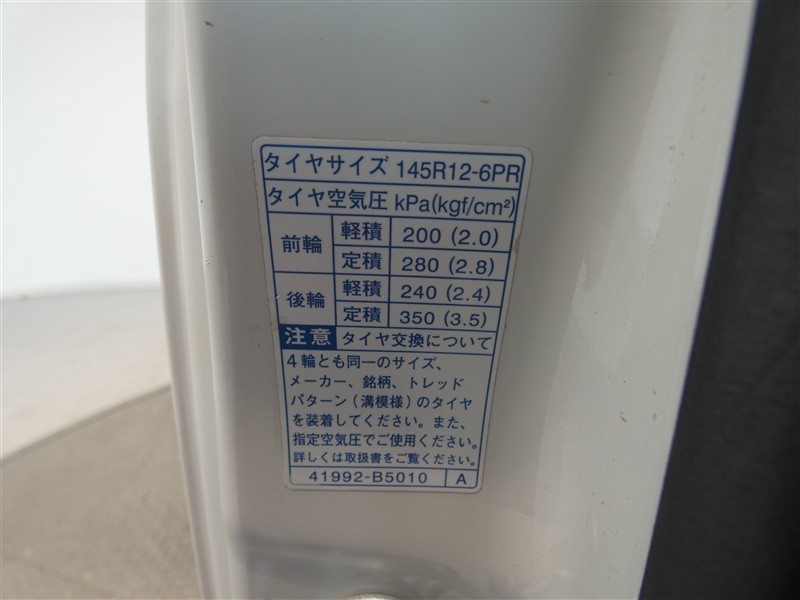 タイヤサイズ 145R12-6PR
タイヤ空気圧 kPa(kgf/cm²)
前輪 軽積 200 (2.0)
定積 280 (2.8)
後輪 軽積 240 (2.4)
定積 350 (3.5)
注意 タイヤ交換について
4輪とも同一のサイズ、
メーカー、銘柄、トレッド
パターン(溝模様)のタイヤ
を装着してください。また、
指定空気圧でご使用ください。
詳しくは取扱書をご覧ください。
41992-B5010 A